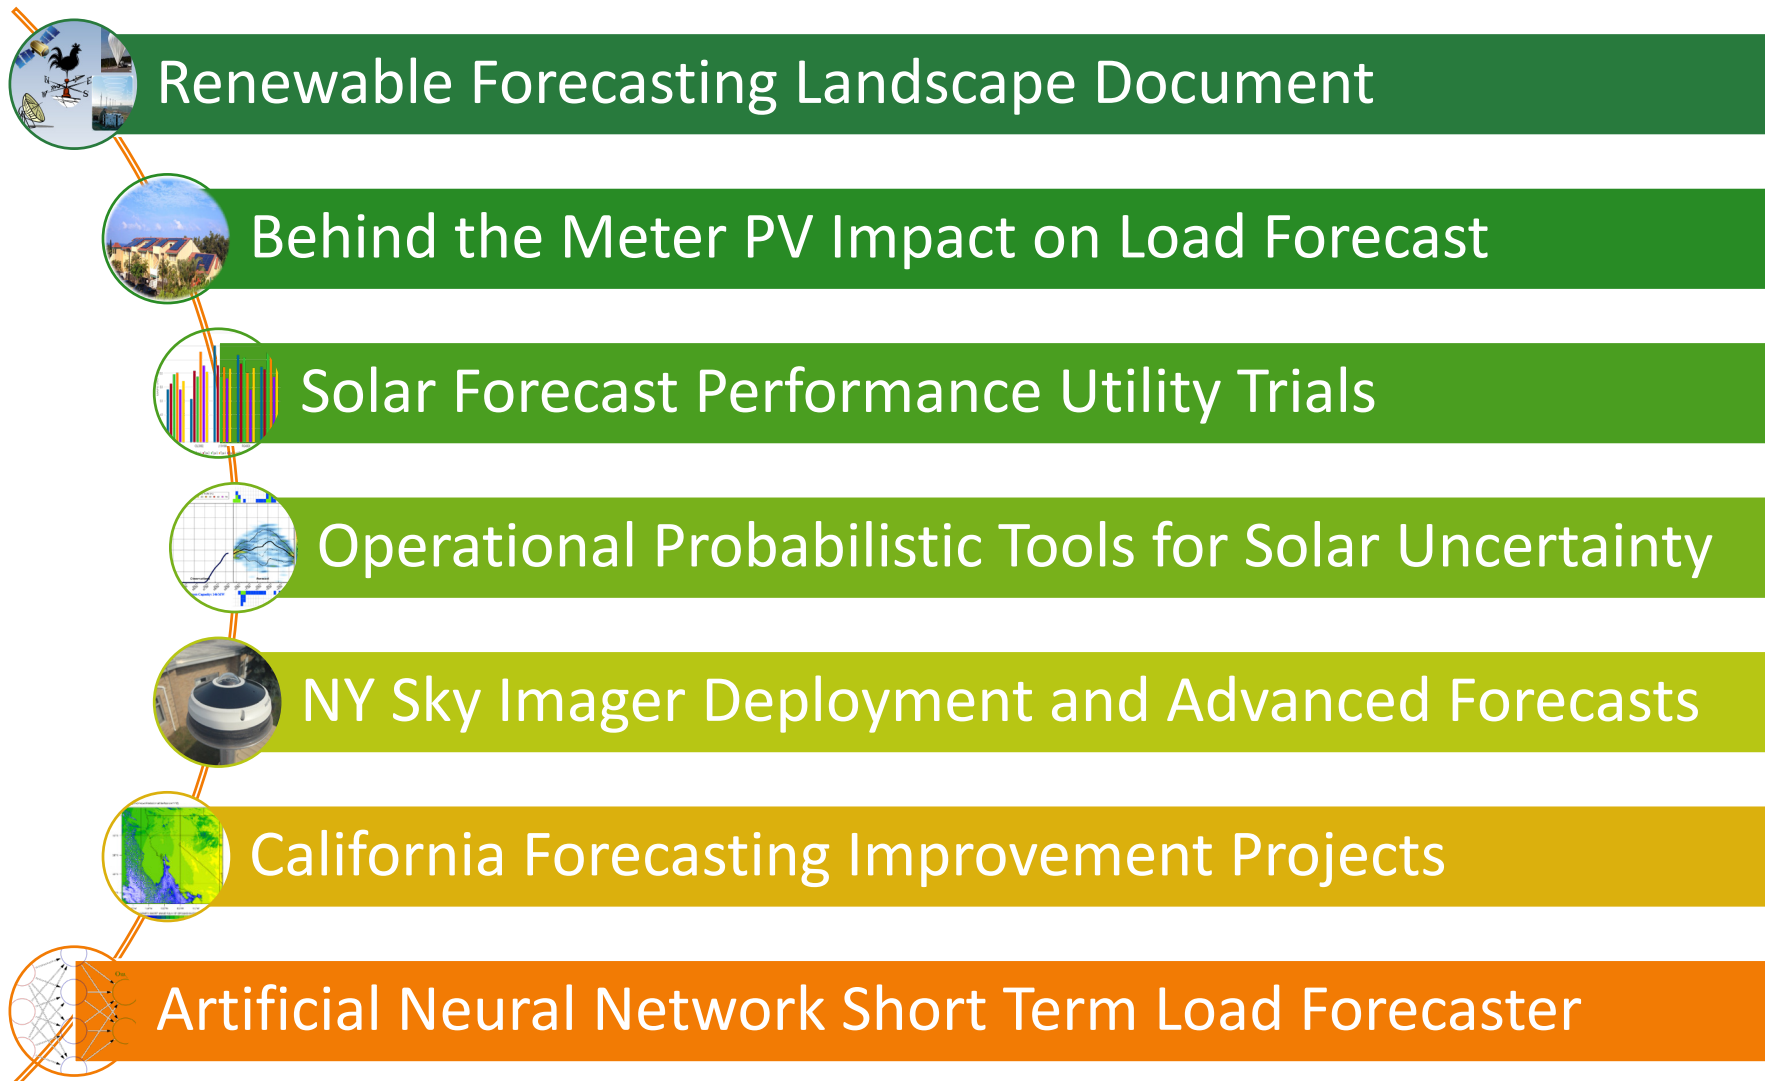 Renewable Forecasting Landscape Document
Behind the Meter PV Impact on Load Forecast
Solar Forecast Performance Utility Trials
Operational Probabilistic Tools for Solar Uncertainty
NY Sky Imager Deployment and Advanced Forecasts
California Forecasting Improvement Projects
Artificial Neural Network Short Term Load Forecaster